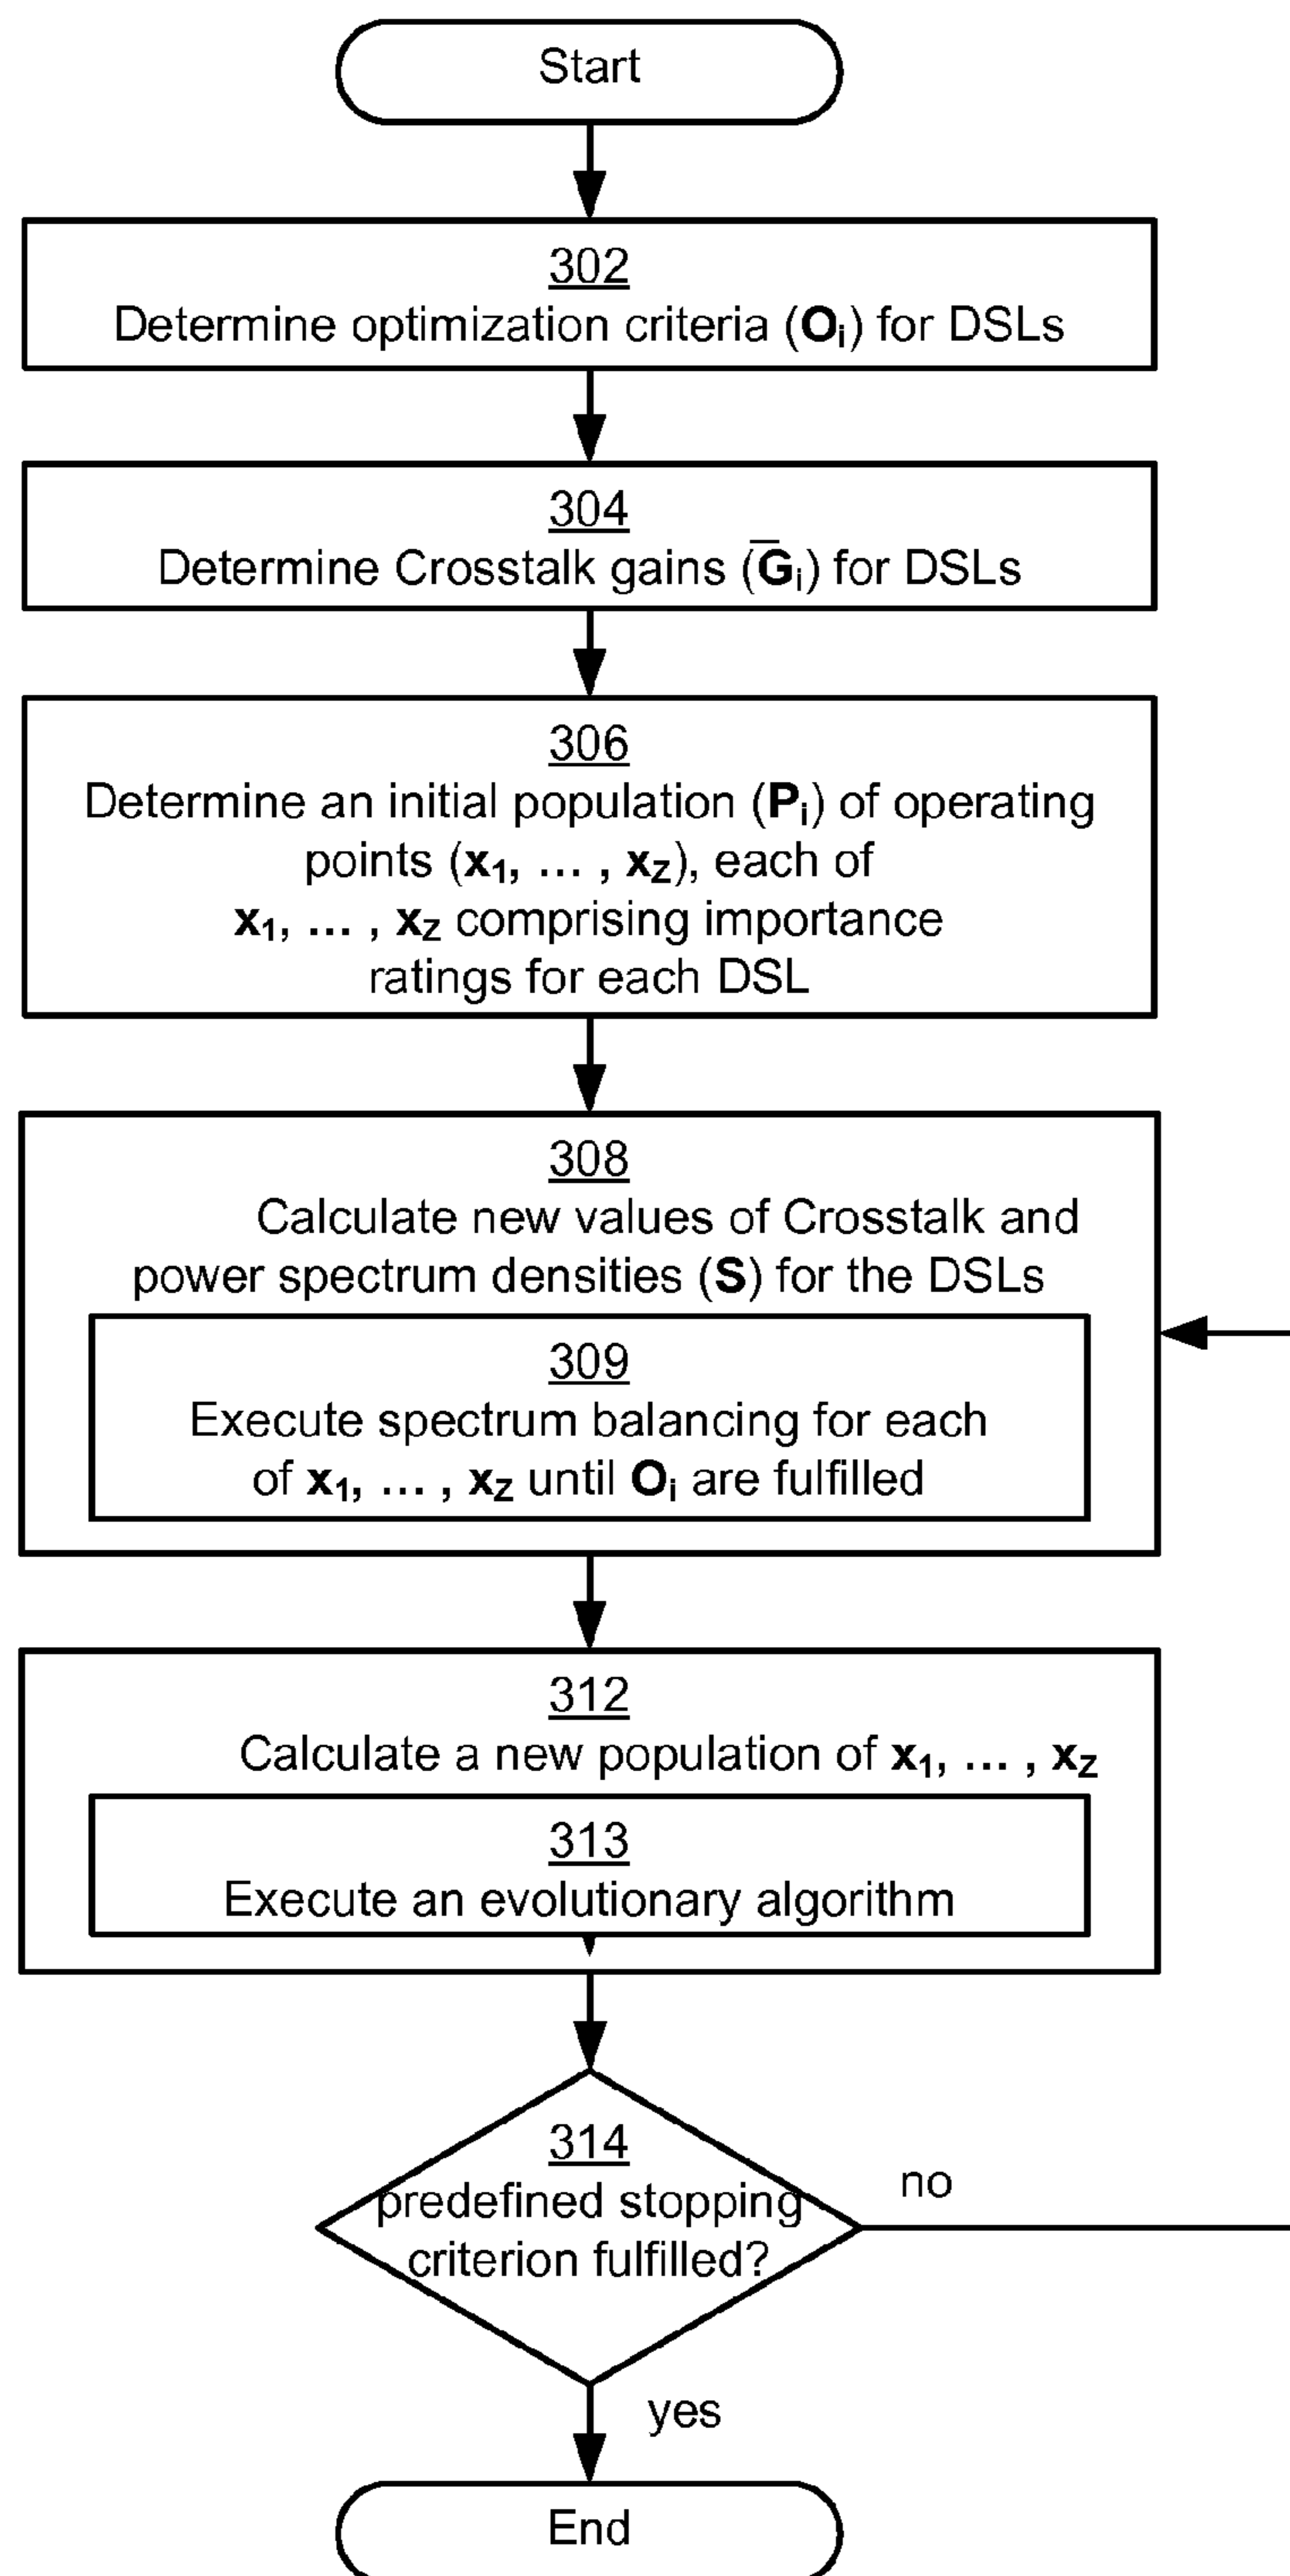 Start
302
Determine optimization criteria (Oi) for DSLs
304
Determine Crosstalk gains (G̅i) for DSLs
306
Determine an initial population (Pi) of operating
points (x1, ... , xZ), each of
x1, ... , xZ comprising importance
ratings for each DSL
308
Calculate new values of Crosstalk and
power spectrum densities (S) for the DSLs
309
Execute spectrum balancing for each
of x1, ... , xZ until Oi are fulfilled
312
Calculate a new population of x1, ... , xZ
313
Execute an evolutionary algorithm
314
predefined stopping
criterion fulfilled?
no
yes
End